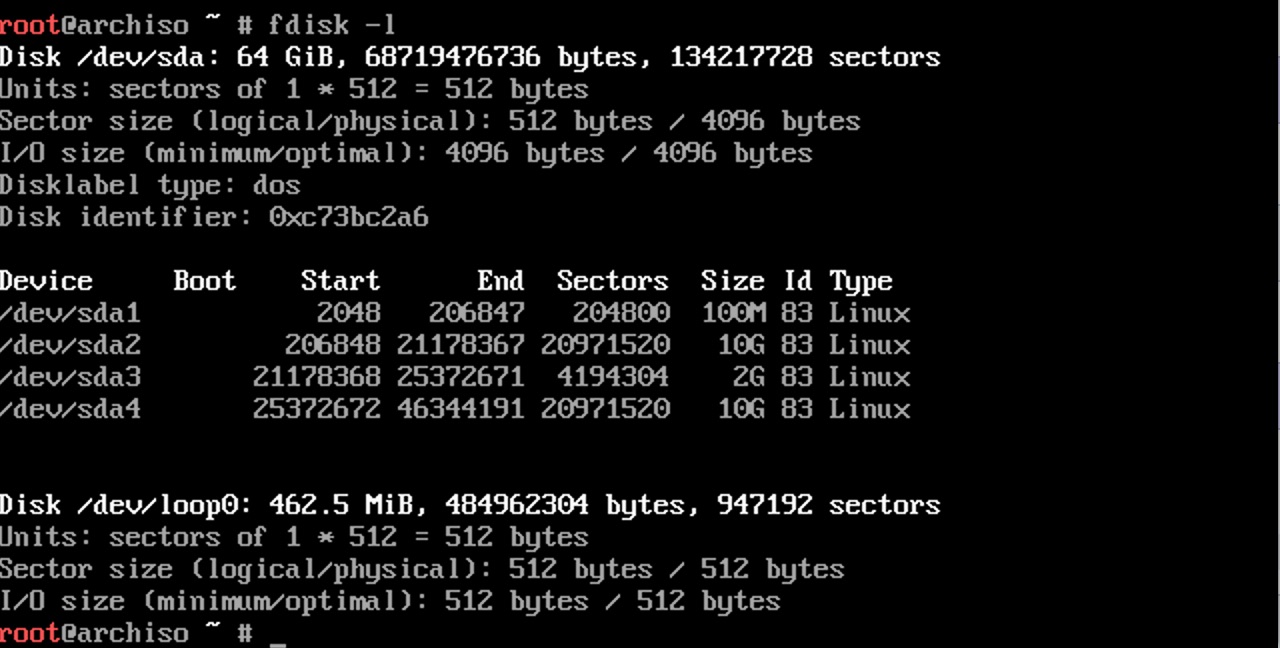 root@archiso ~ # fdisk -l
Disk /dev/sda: 64 GiB, 68719476736 bytes, 134217728 sectors
Units: sectors of 1 * 512 = 512 bytes
Sector size (logical/physical): 512 bytes / 4096 bytes
I/O size (minimum/optimal): 4096 bytes / 4096 bytes
Disklabel type: dos
Disk identifier: 0xc73bc2a6
Device     Boot    Start      End  Sectors  Size Id Type
/dev/sda1           2048   206847   204800  100M 83 Linux
/dev/sda2         206848 21178367 20971520   10G 83 Linux
/dev/sda3       21178368 25372671  4194304    2G 83 Linux
/dev/sda4       25372672 46344191 20971520   10G 83 Linux
Disk /dev/loop0: 462.5 MiB, 484962304 bytes, 947192 sectors
Units: sectors of 1 * 512 = 512 bytes
Sector size (logical/physical): 512 bytes / 512 bytes
I/O size (minimum/optimal): 512 bytes / 512 bytes
root@archiso ~ # _